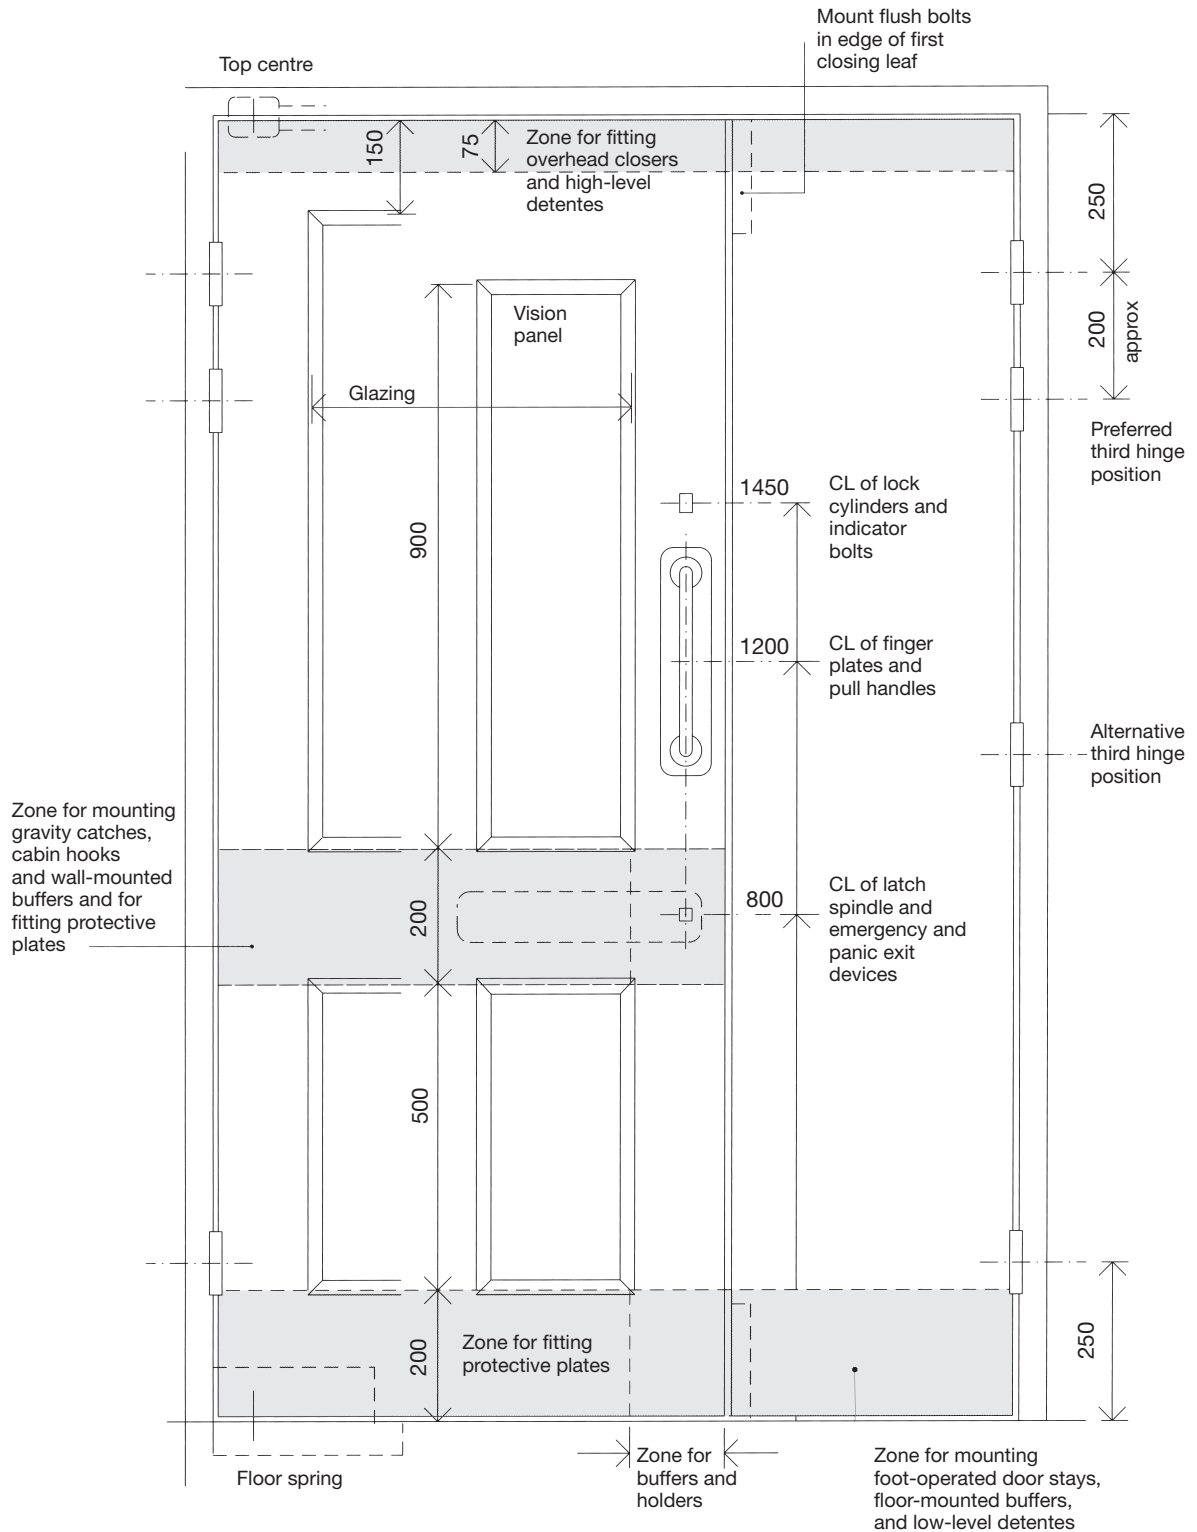 Mount flush bolts
in edge of first
closing leaf
Top centre
150
75
Zone for fitting
overhead closers
and high-level
detentes
250
200
approx
Vision
panel
Glazing
Preferred
third hinge
position
1450
CL of lock
cylinders and
indicator
bolts
900
1200
CL of finger
plates and
pull handles
Alternative
third hinge
position
Zone for mounting
gravity catches,
cabin hooks
and wall-mounted
buffers and for
fitting protective
plates
200
800
CL of latch
spindle and
emergency and
panic exit
devices
500
200
Zone for fitting
protective plates
250
Floor spring
Zone for
buffers and
holders
Zone for mounting
foot-operated door stays,
floor-mounted buffers,
and low-level detentes